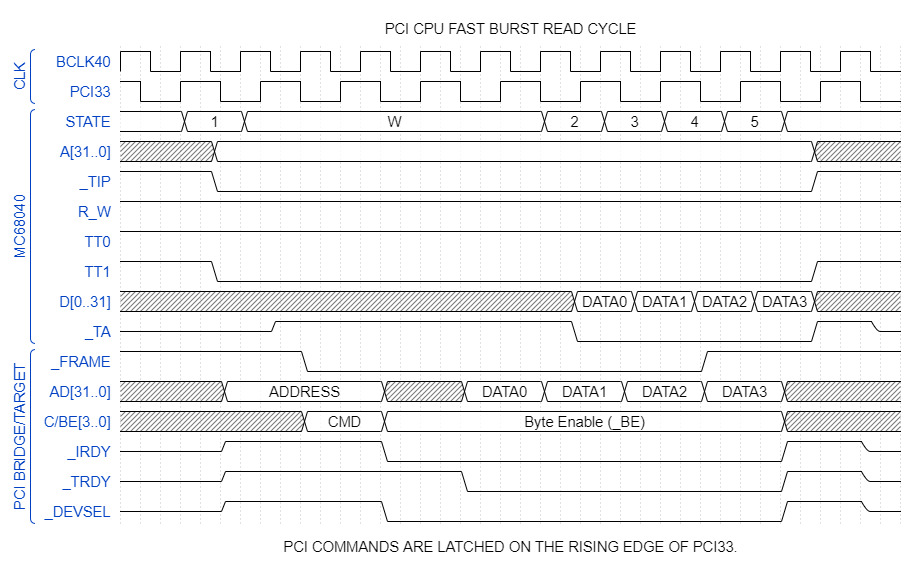 PCI CPU FAST BURST READ CYCLE
CLK
BCLK40
PCI33
MC68040
STATE 1 W 2 3 4 5
A[31..0]
_TIP
R_W
TT0
TT1
D[0..31] DATA0 DATA1 DATA2 DATA3
_TA
PCI BRIDGE/TARGET
_FRAME
AD[31..0] ADDRESS DATA0 DATA1 DATA2 DATA3
C/BE[3..0] CMD Byte Enable (_BE)
_IRDY
_TRDY
_DEVSEL
PCI COMMANDS ARE LATCHED ON THE RISING EDGE OF PCI33.